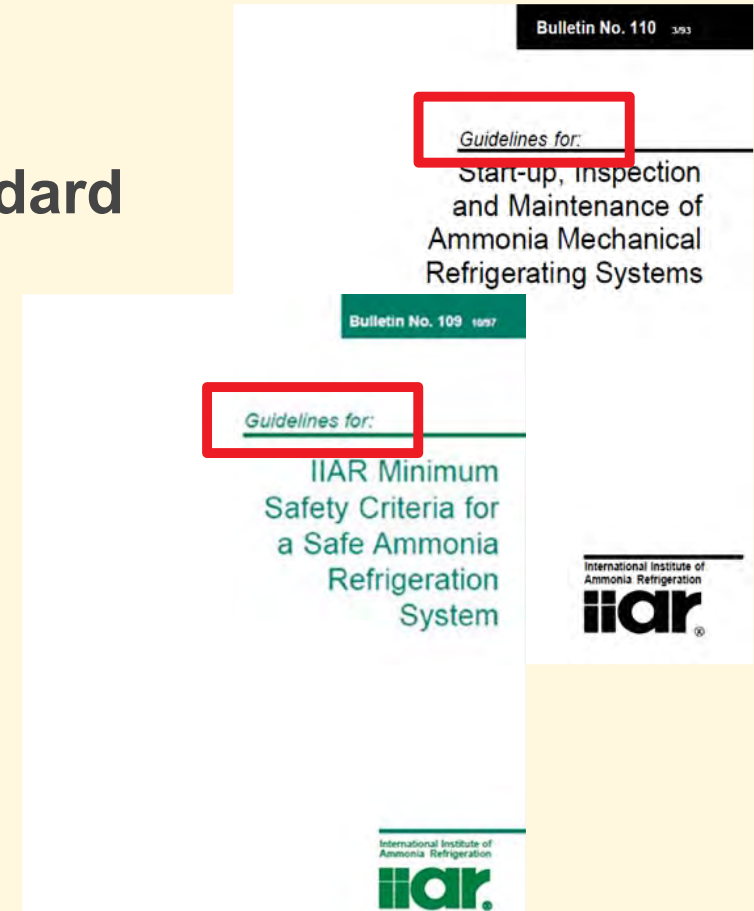 dard
Bulletin No. 110 3/93
Guidelines for:
Start-up, Inspection
and Maintenance of
Ammonia Mechanical
Refrigerating Systems
International Institute of
Ammonia Refrigeration
iiar®
Bulletin No. 109 10/97
Guidelines for:
IIAR Minimum
Safety Criteria for
a Safe Ammonia
Refrigeration
System
International Institute of
Ammonia Refrigeration
iiar®